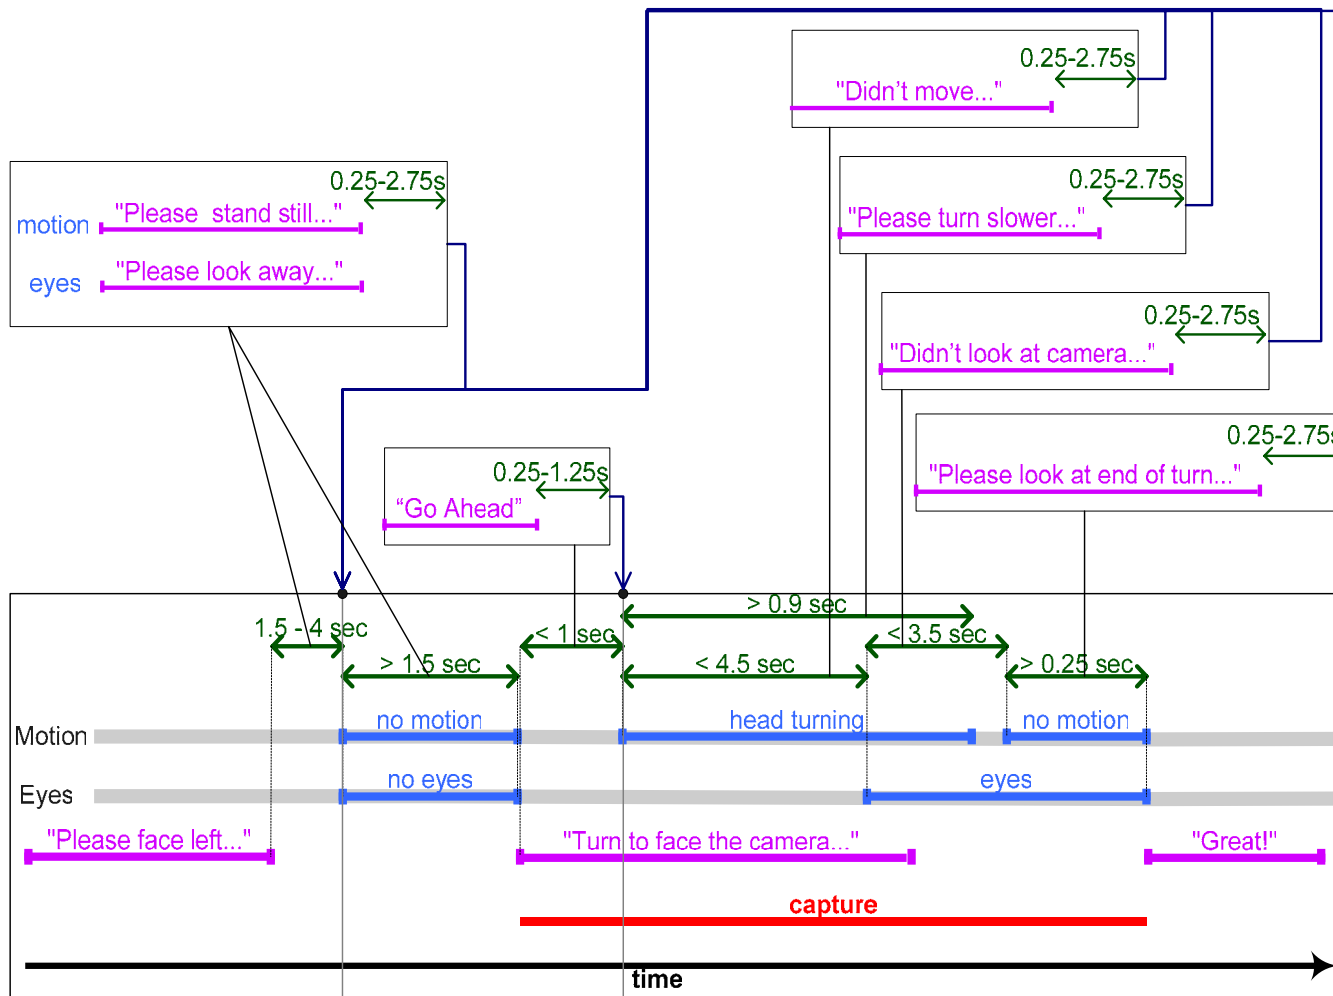 0.25-2.75s
"Didn't move..."
0.25-2.75s
"Please turn slower..."
0.25-2.75s
motion "Please  stand still..."
eyes "Please look away..."
0.25-2.75s
"Didn't look at camera..."
0.25-2.75s
"Please look at end of turn..."
0.25-1.25s
“Go Ahead”
> 0.9 sec
1.5 - 4 sec < 1 sec < 3.5 sec
> 1.5 sec < 4.5 sec > 0.25 sec
Motion no motion head turning no motion
Eyes no eyes eyes
"Please face left..." "Turn to face the camera..." "Great!"
capture
time